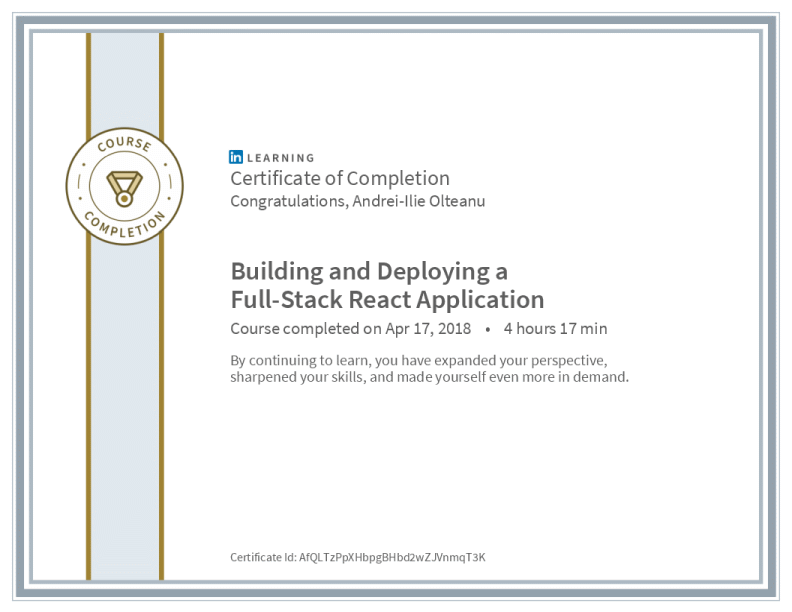 COURSE
COMPLETION
in LEARNING
Certificate of Completion
Congratulations, Andrei-Ilie Olteanu
Building and Deploying a
Full-Stack React Application
Course completed on Apr 17, 2018 • 4 hours 17 min
By continuing to learn, you have expanded your perspective,
sharpened your skills, and made yourself even more in demand.
Certificate Id: AfQLTzPpXHbpgBHbd2wZJVnmqT3K